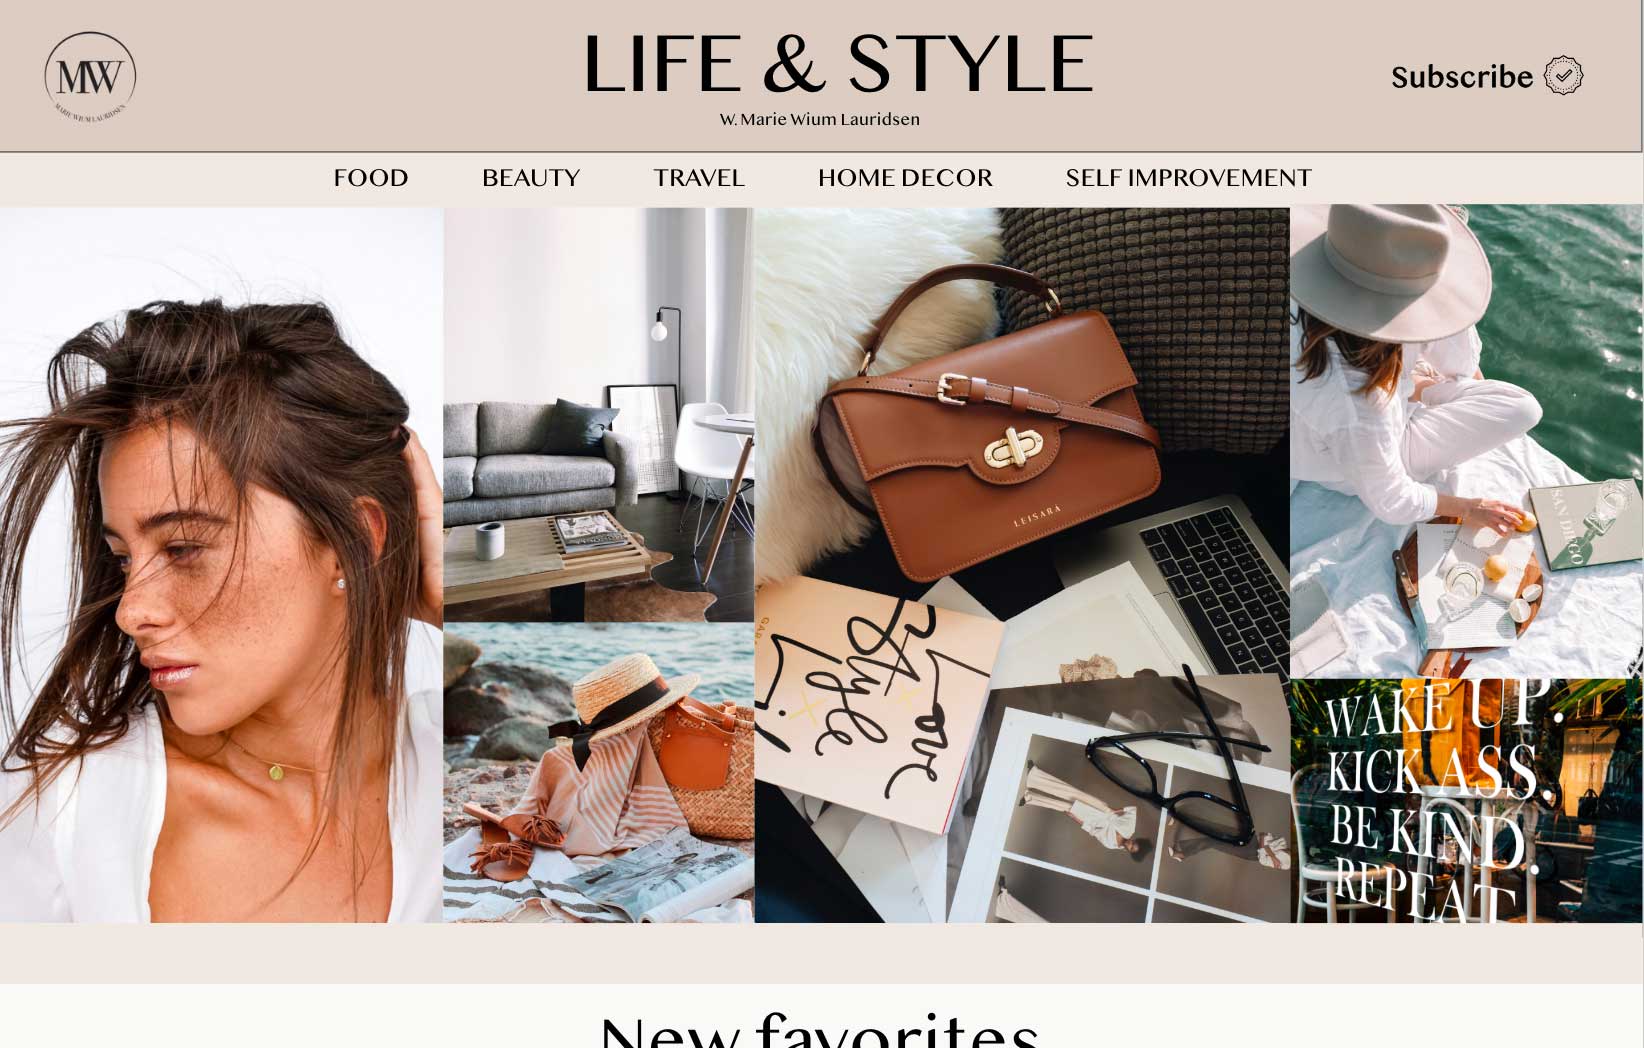 MW
MARIE WIUM LAURIDSEN
LIFE & STYLE
W. Marie Wium Lauridsen
Subscribe
FOOD
BEAUTY
TRAVEL
HOME DECOR
SELF IMPROVEMENT
LEISARA
Love
Style
Life
SAN DIEGO
WAKE UP.
KICK ASS.
BE KIND.
REPEAT
New favorites